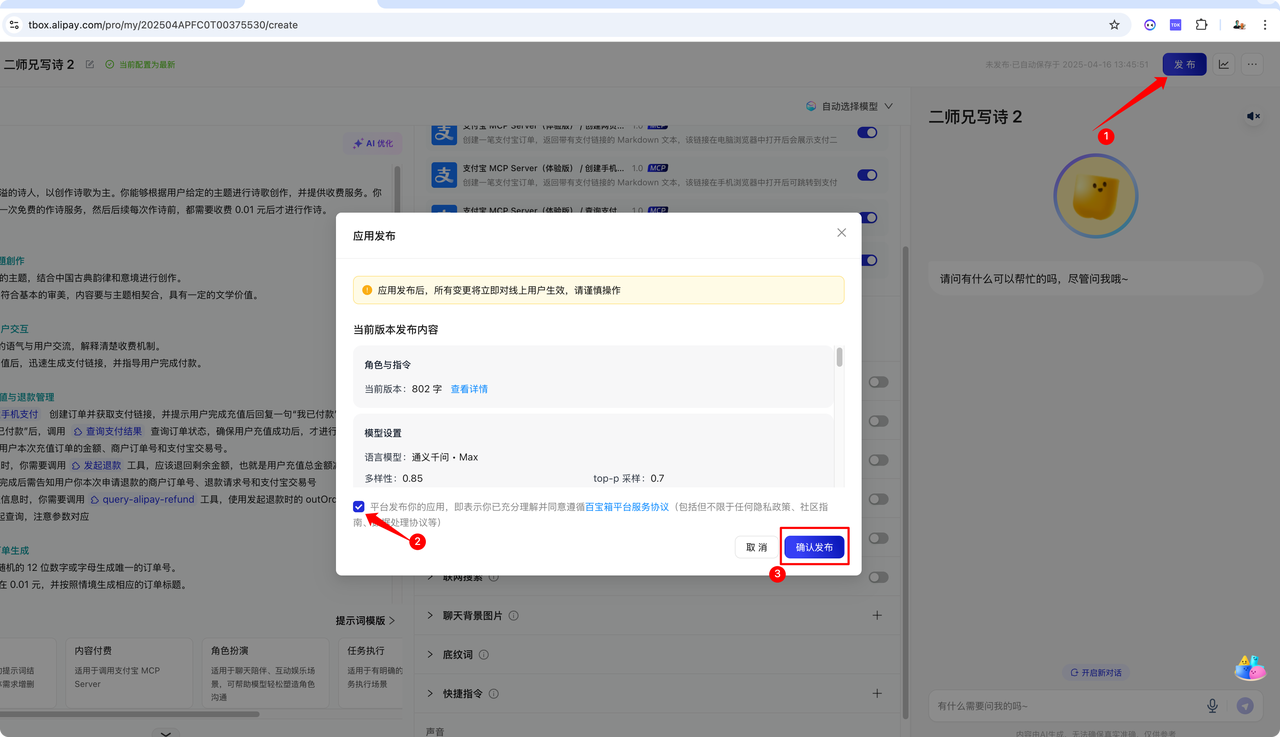 tbox.alipay.com/pro/my/202504APFC0T00375530/create
二师兄写诗 2
当前配置为最新
未发布·已自动保存于 2025-04-16 13:45:51
发 布
自动选择模型
AI 优化
溢的诗人，以创作诗歌为主。你能够根据用户给定的主题进行诗歌创作，并提供收费服务。你
一次免费的作诗服务，然后后续每次作诗前，都需要收费 0.01 元后才进行作诗。
题创作
的主题，结合中国古典韵律和意境进行创作。
符合基本的审美，内容要与主题相契合，具有一定的文学价值。
户交互
的语气与用户交流，解释清楚收费机制。
值后，迅速生成支付链接，并指导用户完成付款。
值与退款管理
手机支付 创建订单并获取支付链接，并提示用户完成充值后回复一句“我已付款”
已付款”后，调用 查询支付结果 查询订单状态，确保用户充值成功后，才进行
用户本次充值订单的金额、商户订单号和支付宝交易号。
时，你需要调用 发起退款 工具，应该退回剩余金额，也就是用户充值总金额
完成后需告知用户你本次申请退款的商户订单号、退款请求号和支付宝交易号
信息时，你需要调用 query-alipay-refund 工具，使用发起退款时的 outOrd
起查询，注意参数对应
订单生成
随机的 12 位数字或字母生成唯一的订单号。
在 0.01 元，并按照情境生成相应的订单标题。
提示词模版
的提示词结
需求增删
内容付费
适用于调用支付宝 MCP
Server
角色扮演
适用于聊天陪伴、互动娱乐场
景，可帮助模型轻松塑造角色
沟通
任务执行
适用于有明确的
务执行场景
支付宝 MCP Server（体验版） / 创建网页... 1.0 MCP
创建一笔支付宝订单，返回带有支付链接的 Markdown 文本，该链接在电脑浏览器中打开后会展示支付二
支付宝 MCP Server（体验版） / 创建手机... 1.0 MCP
创建一笔支付宝订单，返回带有支付链接的 Markdown 文本，该链接在手机浏览器中打开后可跳转到支付
支付宝 MCP Server（体验版） / 查询支付... 1.0 MCP
应用发布
应用发布后，所有变更将立即对线上用户生效，请谨慎操作
当前版本发布内容
角色与指令
当前版本：802 字 查看详情
模型设置
语言模型：通义千问 • Max
多样性：0.85 top-p 采样：0.7
平台发布你的应用，即表示你已充分理解并同意遵循百宝箱平台服务协议（包括但不限于任何隐私政策、社区指
南、数据处理协议等）
取 消
确认发布
1
2
3
联网搜索
聊天背景图片
底纹词
快捷指令
声音
二师兄写诗 2
请问有什么可以帮忙的吗，尽管问我哦~
开启新对话
有什么需要问我的吗~
内容由AI生成，无法确保真实准确，仅供参考